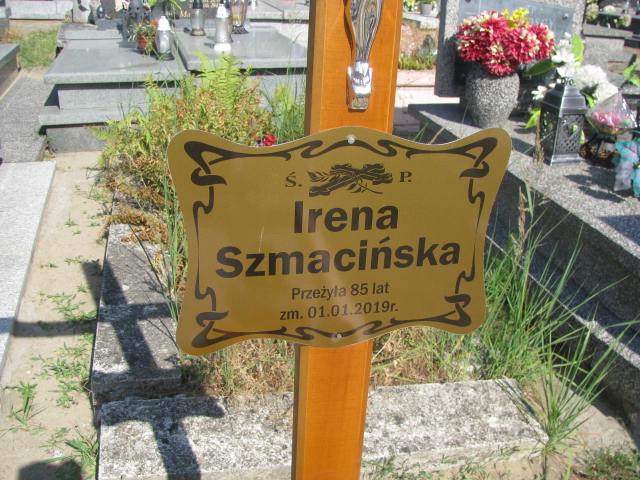 Ś. P.
Irena
Szmacińska
Przeżyła 85 lat
zm. 01.01.2019r.